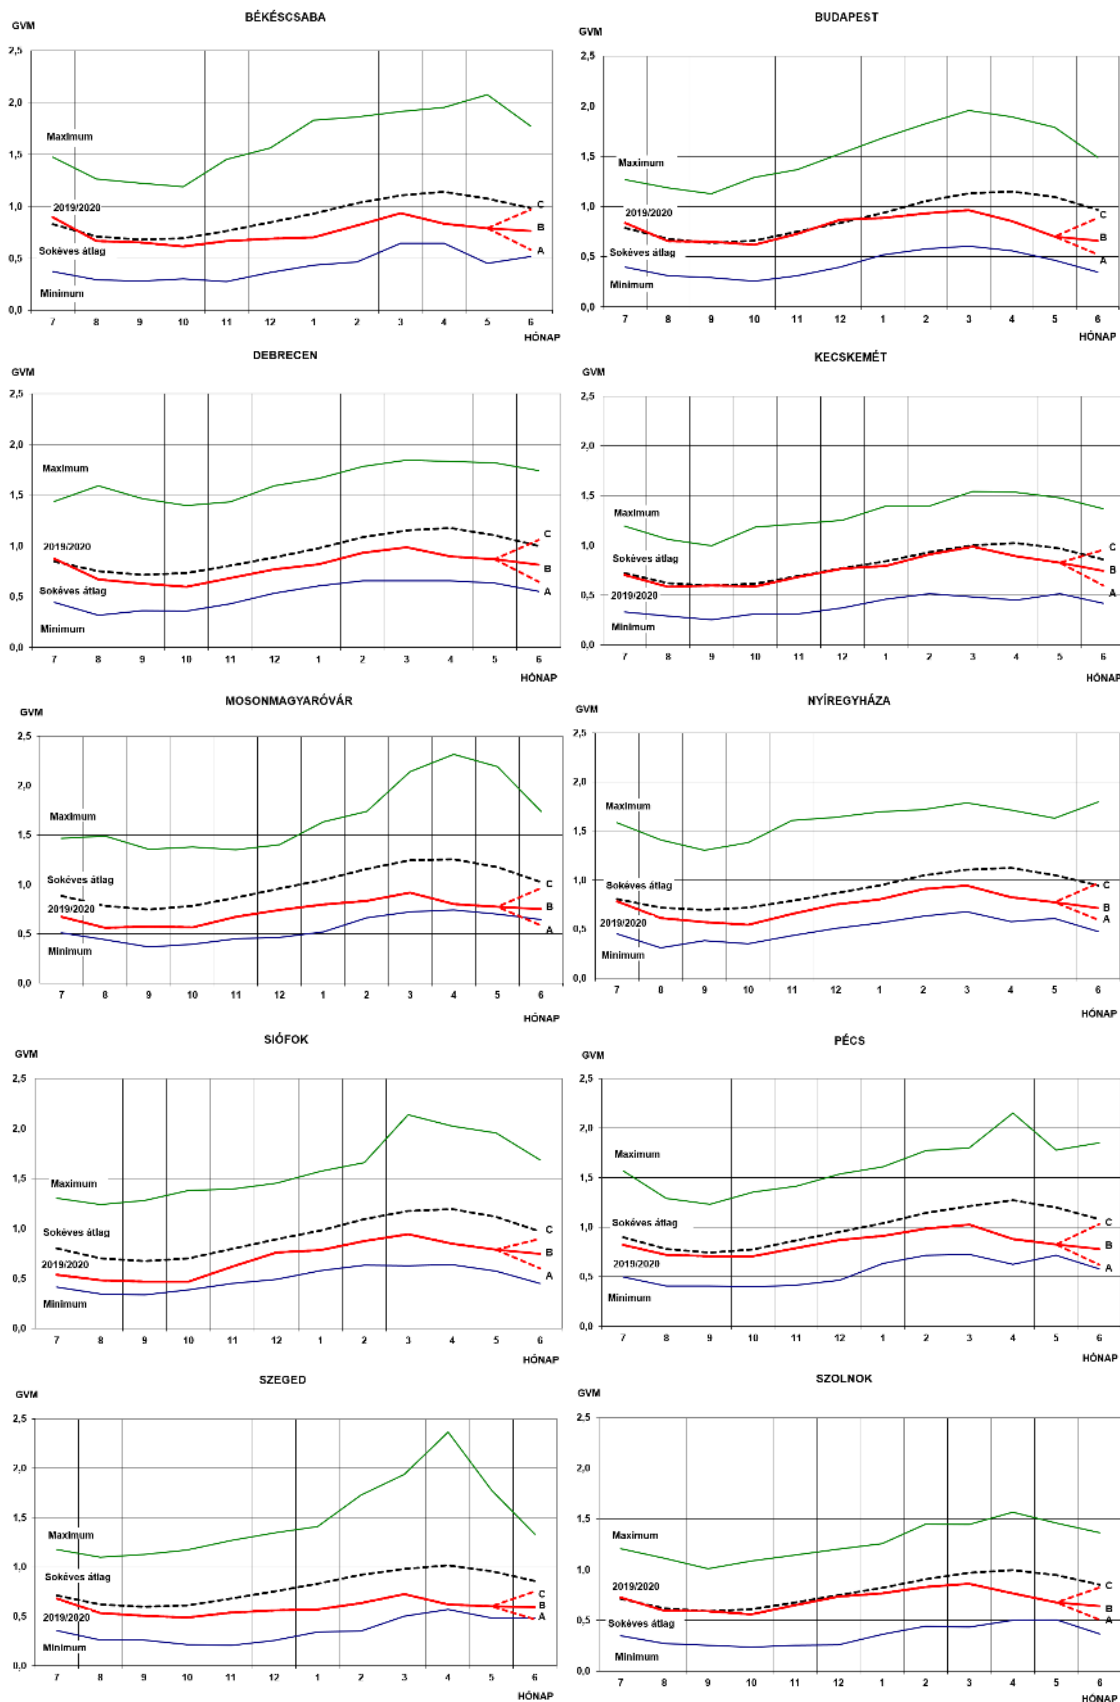 BÉKÉSCSABA
GVM
2,5
2,0
1,5
1,0
0,5
0,0
Maximum
2019/2020
Sokéves átlag
Minimum
C
B
A
7 8 9 10 11 12 1 2 3 4 5 6
HÓNAP
BUDAPEST
GVM
2,5
2,0
1,5
1,0
0,5
0,0
Maximum
2019/2020
Sokéves átlag
Minimum
C
B
A
7 8 9 10 11 12 1 2 3 4 5 6
HÓNAP
DEBRECEN
GVM
2,5
2,0
1,5
1,0
0,5
0,0
Maximum
2019/2020
Sokéves átlag
Minimum
C
B
A
7 8 9 10 11 12 1 2 3 4 5 6
HÓNAP
KECSKEMÉT
GVM
2,5
2,0
1,5
1,0
0,5
0,0
Maximum
Sokéves átlag
2019/2020
Minimum
C
B
A
7 8 9 10 11 12 1 2 3 4 5 6
HÓNAP
MOSONMAGYARÓVÁR
GVM
2,5
2,0
1,5
1,0
0,5
0,0
Maximum
Sokéves átlag
2019/2020
Minimum
C
B
A
7 8 9 10 11 12 1 2 3 4 5 6
HÓNAP
NYÍREGYHÁZA
GVM
2,5
2,0
1,5
1,0
0,5
0,0
Maximum
Sokéves átlag
2019/2020
Minimum
C
B
A
7 8 9 10 11 12 1 2 3 4 5 6
HÓNAP
SIÓFOK
GVM
2,5
2,0
1,5
1,0
0,5
0,0
Maximum
Sokéves átlag
2019/2020
Minimum
C
B
A
7 8 9 10 11 12 1 2 3 4 5 6
HÓNAP
PÉCS
GVM
2,5
2,0
1,5
1,0
0,5
0,0
Maximum
Sokéves átlag
2019/2020
Minimum
C
B
A
7 8 9 10 11 12 1 2 3 4 5 6
HÓNAP
SZEGED
GVM
2,5
2,0
1,5
1,0
0,5
0,0
Maximum
Sokéves átlag
2019/2020
Minimum
C
B
A
7 8 9 10 11 12 1 2 3 4 5 6
HÓNAP
SZOLNOK
GVM
2,5
2,0
1,5
1,0
0,5
0,0
Maximum
2019/2020
Sokéves átlag
Minimum
C
B
A
7 8 9 10 11 12 1 2 3 4 5 6
HÓNAP